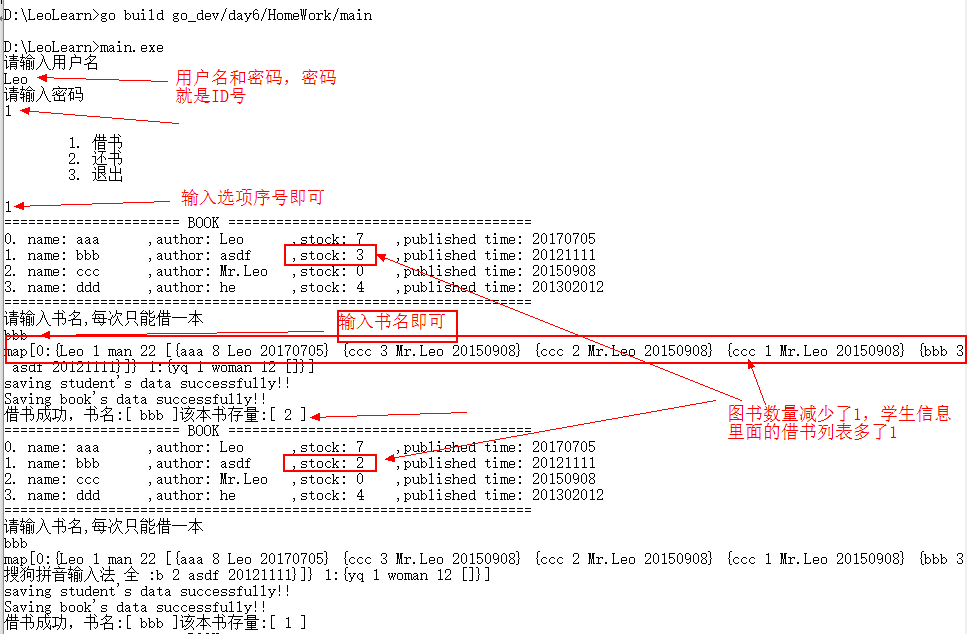 D:\LeoLearn>go build go_dev/day6/HomeWork/main
D:\LeoLearn>main.exe
请输入用户名
Leo
用户名和密码，密码
就是ID号
请输入密码
1
1. 借书
2. 还书
3. 退出
输入选项序号即可
1
====================== BOOK ======================================
0. name: aaa      ,author: Leo      ,stock: 7    ,published time: 20170705
1. name: bbb      ,author: asdf     ,stock: 3    ,published time: 20121111
2. name: ccc      ,author: Mr.Leo   ,stock: 0    ,published time: 20150908
3. name: ddd      ,author: he       ,stock: 4    ,published time: 201302012
==================================================================
请输入书名,每次只能借一本
输入书名即可
bbb
map[0:{Leo 1 man 22 [{aaa 8 Leo 20170705} {ccc 3 Mr.Leo 20150908} {ccc 2 Mr.Leo 20150908} {ccc 1 Mr.Leo 20150908} {bbb 3
asdf 20121111}]} 1:{yq 1 woman 12 []}]
saving student's data successfully!!
Saving book's data successfully!!
借书成功，书名:[ bbb ]该本书存量:[ 2 ]
图书数量减少了1，学生信息
里面的借书列表多了1
====================== BOOK ======================================
0. name: aaa      ,author: Leo      ,stock: 7    ,published time: 20170705
1. name: bbb      ,author: asdf     ,stock: 2    ,published time: 20121111
2. name: ccc      ,author: Mr.Leo   ,stock: 0    ,published time: 20150908
3. name: ddd      ,author: he       ,stock: 4    ,published time: 201302012
==================================================================
请输入书名,每次只能借一本
bbb
map[0:{Leo 1 man 22 [{aaa 8 Leo 20170705} {ccc 3 Mr.Leo 20150908} {ccc 2 Mr.Leo 20150908} {ccc 1 Mr.Leo 20150908} {bbb 3
搜狗拼音输入法 全 :b 2 asdf 20121111}]} 1:{yq 1 woman 12 []}]
saving student's data successfully!!
Saving book's data successfully!!
借书成功，书名:[ bbb ]该本书存量:[ 1 ]